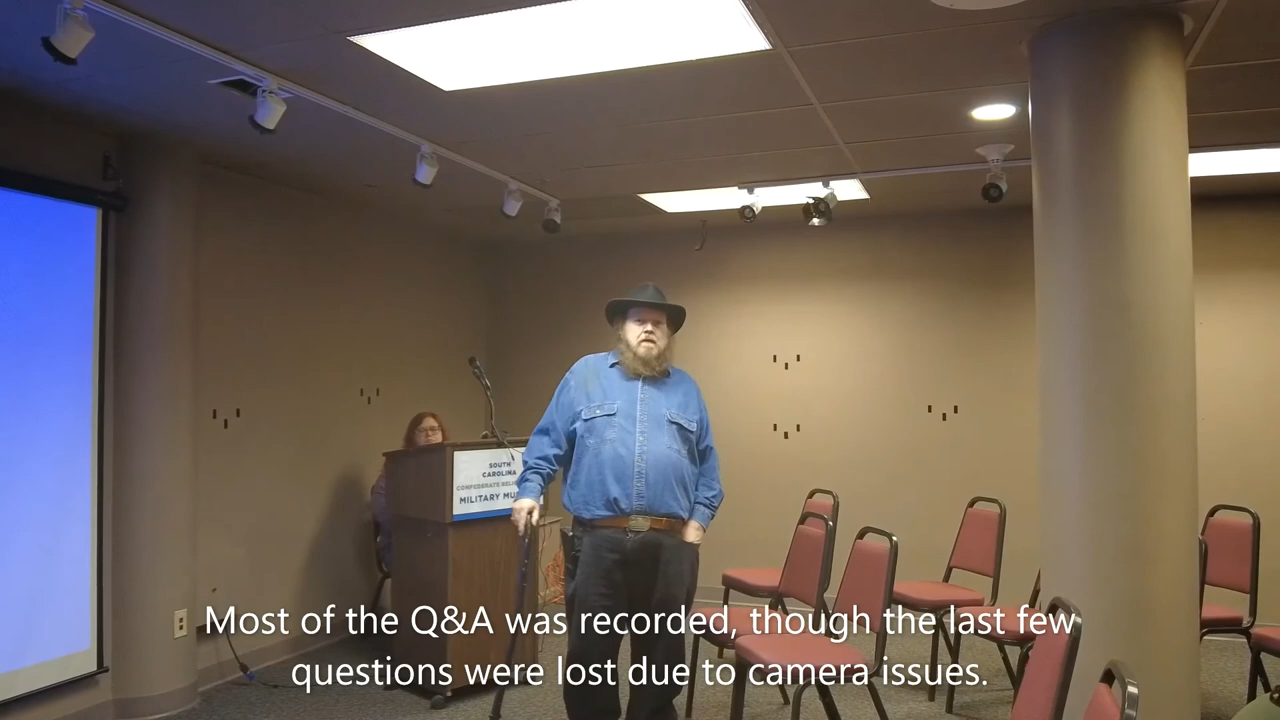 SOUTH
CAROLINA
CONFEDERATE
MILITARY
Most of the Q&A was recorded, though the last few
questions were lost due to camera issues.